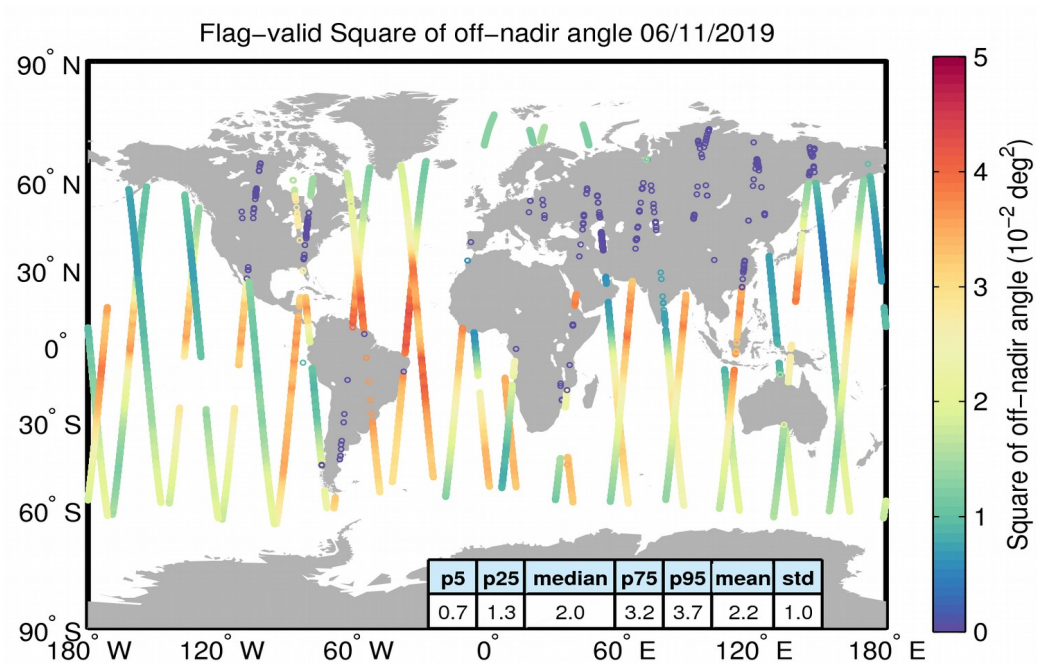 Flag−valid Square of off−nadir angle 06/11/2019
90° N
60° N
30° N
0°
30° S
60° S
90° S
180° W
120° W
60° W
0°
60° E
120° E
180° E
5
4
3
2
1
0
Square of off−nadir angle (10⁻² deg²)
p5 p25 median p75 p95 mean std
0.7 1.3 2.0 3.2 3.7 2.2 1.0